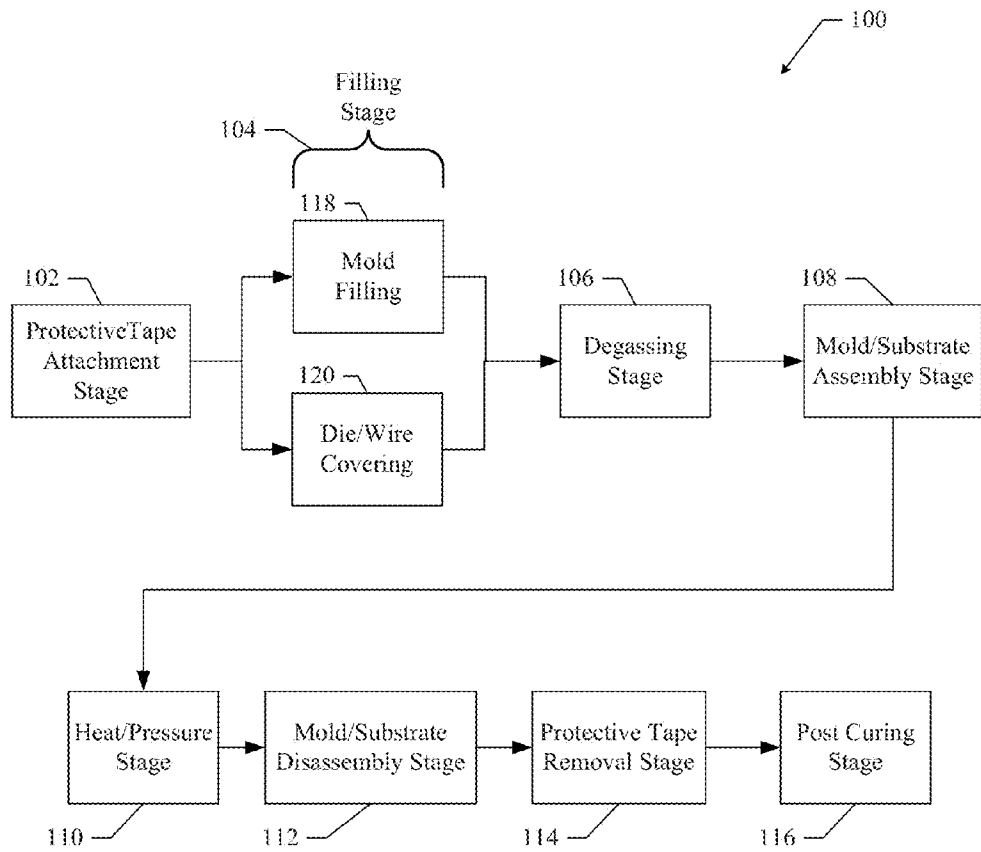 100
Filling
Stage
104
118
Mold
Filling
102
ProtectiveTape
Attachment
Stage
120
Die/Wire
Covering
106
Degassing
Stage
108
Mold/Substrate
Assembly Stage
Heat/Pressure
Stage
110
Mold/Substrate
Disassembly Stage
112
Protective Tape
Removal Stage
114
Post Curing
Stage
116